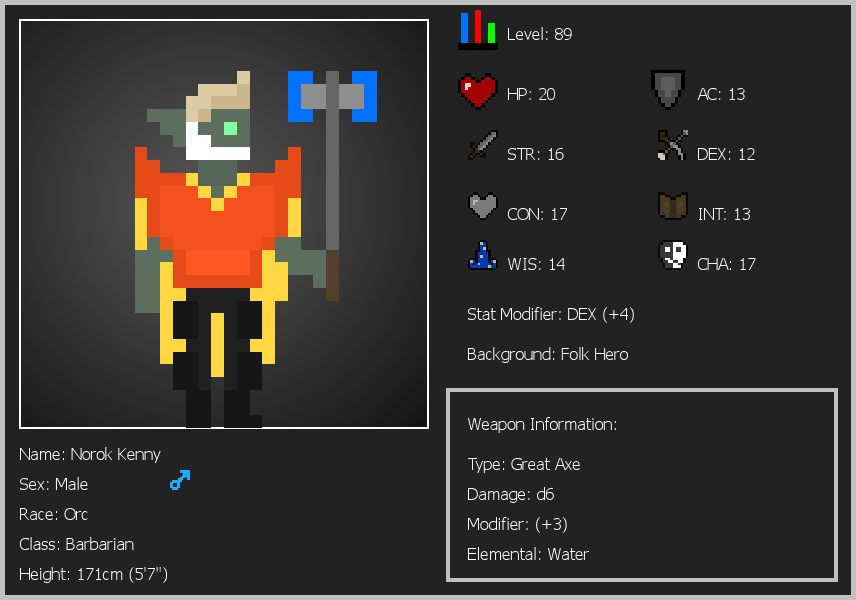 Level: 89
HP: 20
AC: 13
STR: 16
DEX: 12
CON: 17
INT: 13
WIS: 14
CHA: 17
Stat Modifier: DEX (+4)
Background: Folk Hero
Weapon Information:
Type: Great Axe
Damage: d6
Modifier: (+3)
Elemental: Water
Name: Norok Kenny
Sex: Male
Race: Orc
Class: Barbarian
Height: 171cm (5'7")